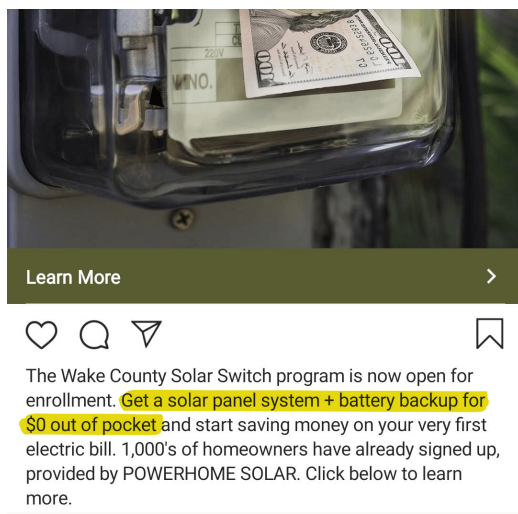 220V
NO.
100
100
Learn More
The Wake County Solar Switch program is now open for
enrollment. Get a solar panel system + battery backup for
$0 out of pocket and start saving money on your very first
electric bill. 1,000's of homeowners have already signed up,
provided by POWERHOME SOLAR. Click below to learn
more.